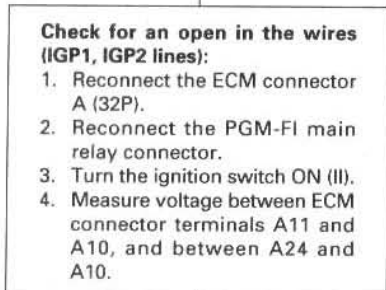 Check for an open in the wires
(IGP1, IGP2 lines):
1. Reconnect the ECM connector
A (32P).
2. Reconnect the PGM-FI main
relay connector.
3. Turn the ignition switch ON (II).
4. Measure voltage between ECM
connector terminals A11 and
A10, and between A24 and
A10.